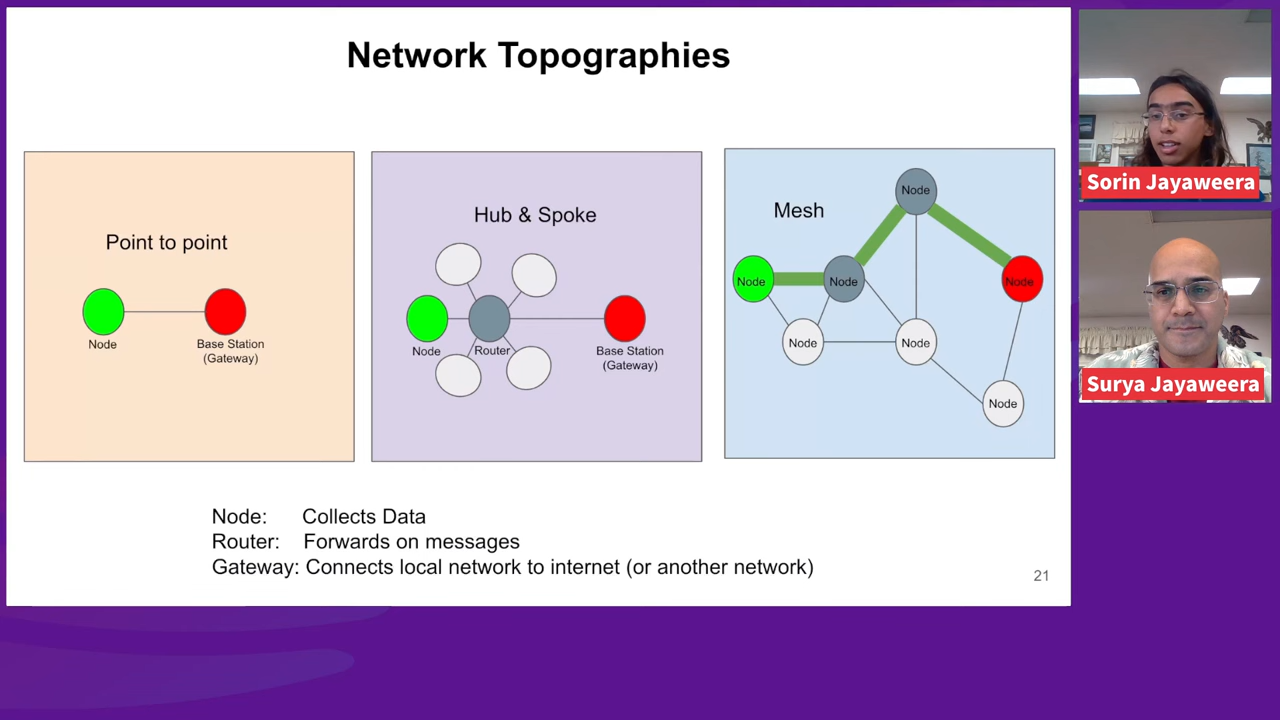 Network Topographies
Point to point
Node
Base Station
(Gateway)
Hub & Spoke
Node
Router
Base Station
(Gateway)
Mesh
Node
Node
Node
Node
Node
Node
Node
Node: Collects Data
Router: Forwards on messages
Gateway: Connects local network to internet (or another network)
21
Sorin Jayaweera
Surya Jayaweera